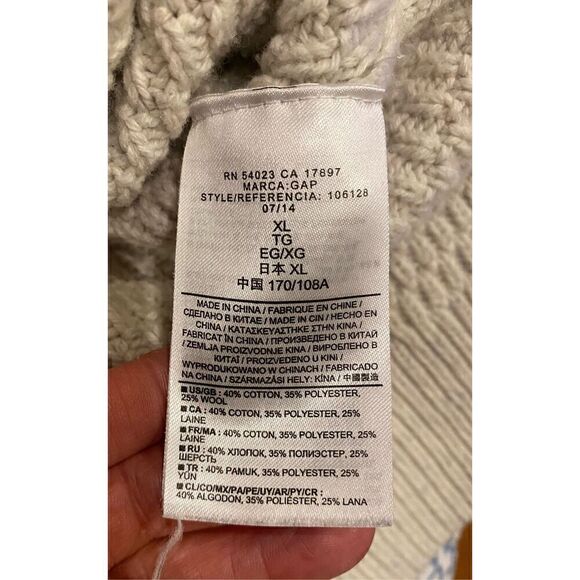 RN 54023 CA 17897
MARCA:GAP
STYLE/REFERENCIA: 106128
07/14
XL
TG
EG/XG
日本 XL
中国 170/108A
MADE IN CHINA / FABRIQUE EN CHINE /
СДЕЛАНО В КИТАЕ / MADE IN CIN / HECHO EN
CHINA / ΚΑΤΑΣΚΕΥΑΣΤΗΚΕ ΣΤΗΝ ΚΙΝΑ /
FABRICAT ÎN CHINA / ПРОИЗВЕДЕНО В КИТАЙ
/ ZEMLJA PROIZVODNJE KINA / ВИРОБЛЕНО В
КИТАЇ / PROIZVEDENO U KINI /
WYPRODUKOWANO W CHINACH / FABRICADO
NA CHINA / SZÁRMAZÁSI HELY: KÍNA / 中國製造
■ US/GB : 40% COTTON, 35% POLYESTER,
25% WOOL
■ CA : 40% COTON, 35% POLYESTER, 25%
LAINE
■ FR/MA : 40% COTON, 35% POLYESTER, 25%
LAINE
■ RU : 40% ХЛОПОК, 35% ПОЛИЭСТЕР, 25%
ШЕРСТЬ
■ TR : 40% PAMUK, 35% POLYESTER, 25%
YÜN
■ CL/CO/MX/PA/PE/UY/AR/PY/CR :
40% ALGODON, 35% POLIÉSTER, 25% LANA